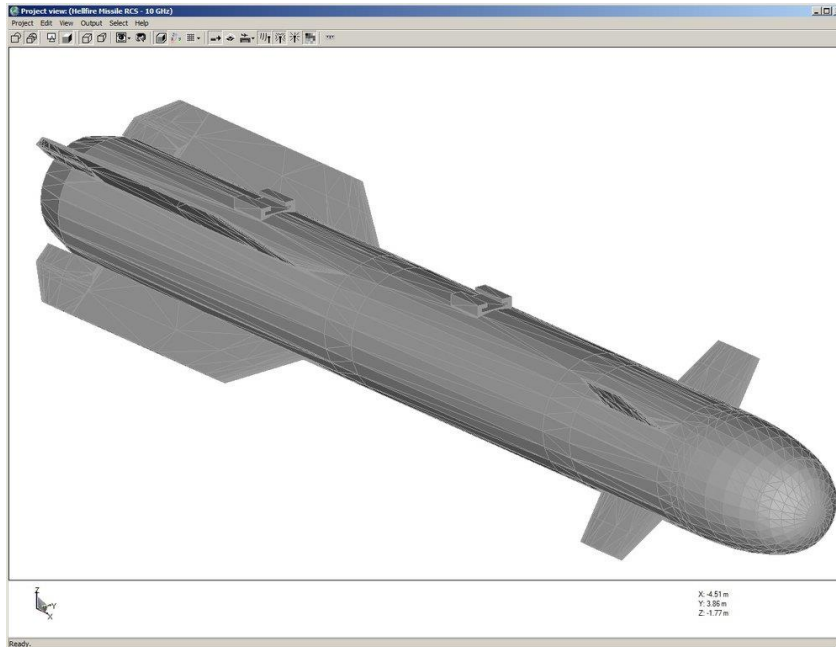 Project view: (Hellfire Missile RCS - 10 GHz)
Project Edit View Output Select Help
Z
Y
X
X: -4.51 m
Y: 3.86 m
Z: -1.77 m
Ready.